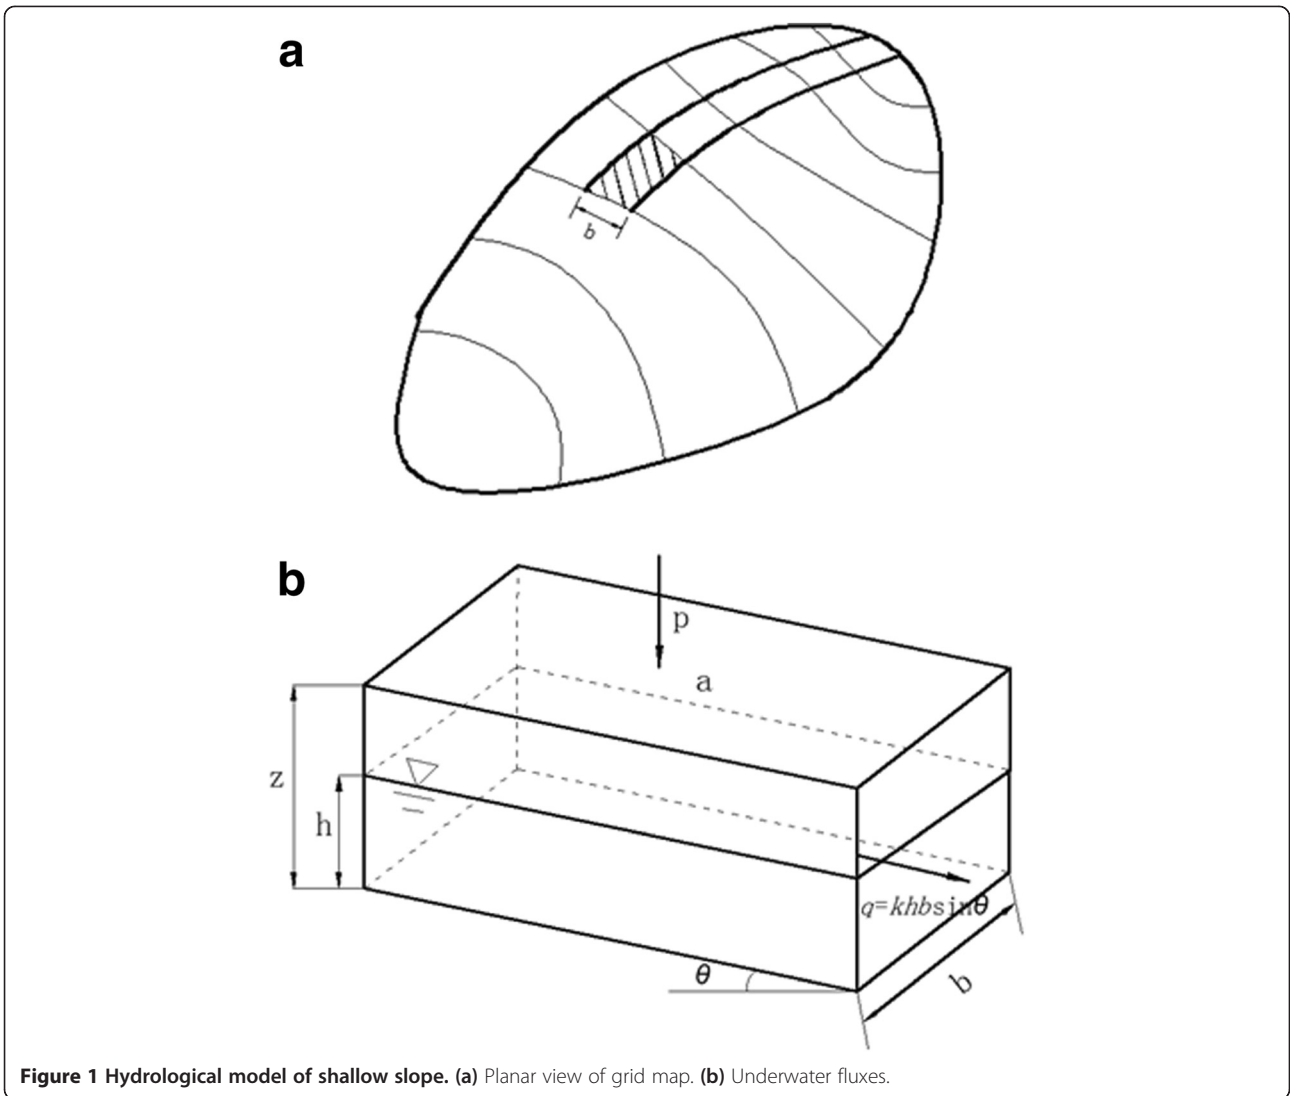 a
b
b
p
a
z
h
q=khbsinθ
θ
b
Figure 1 Hydrological model of shallow slope. (a) Planar view of grid map. (b) Underwater fluxes.